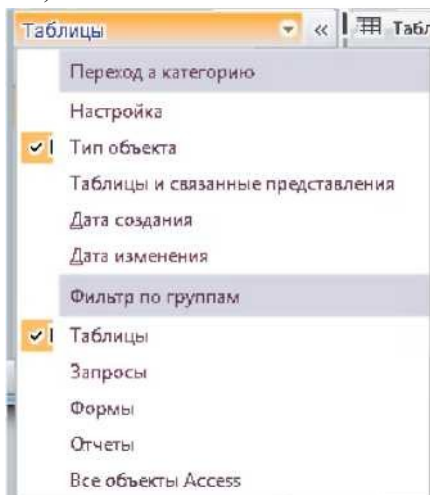 Таблицы
« Табл
Переход а категорию
Настройка
Тип объекта
Таблицы и связанные представления
Дата создания
Дата изменения
Фильтр по группам
Таблицы
Запросы
Формы
Отчеты
Все объекты Access